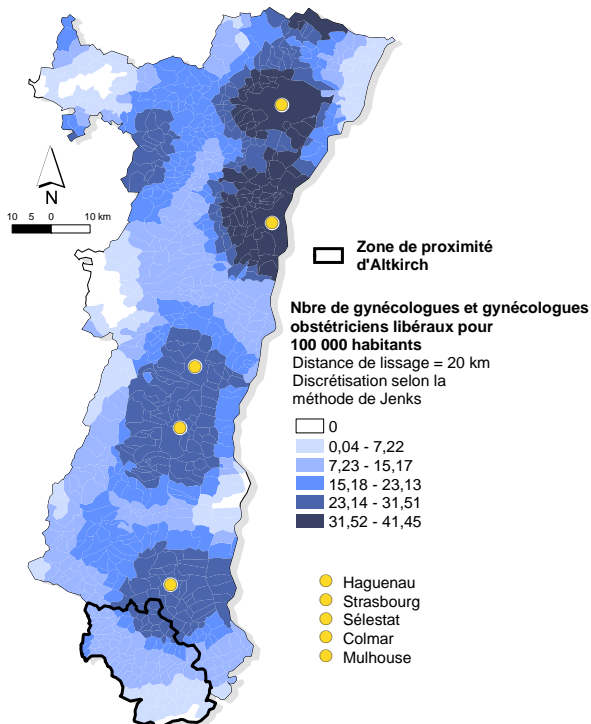 N
10 5 0 10 km
Zone de proximité
d'Altkirch
Nbre de gynécologues et gynécologues
obstétriciens libéraux pour
100 000 habitants
Distance de lissage = 20 km
Discrétisation selon la
méthode de Jenks
0
0,04 - 7,22
7,23 - 15,17
15,18 - 23,13
23,14 - 31,51
31,52 - 41,45
Haguenau
Strasbourg
Sélestat
Colmar
Mulhouse